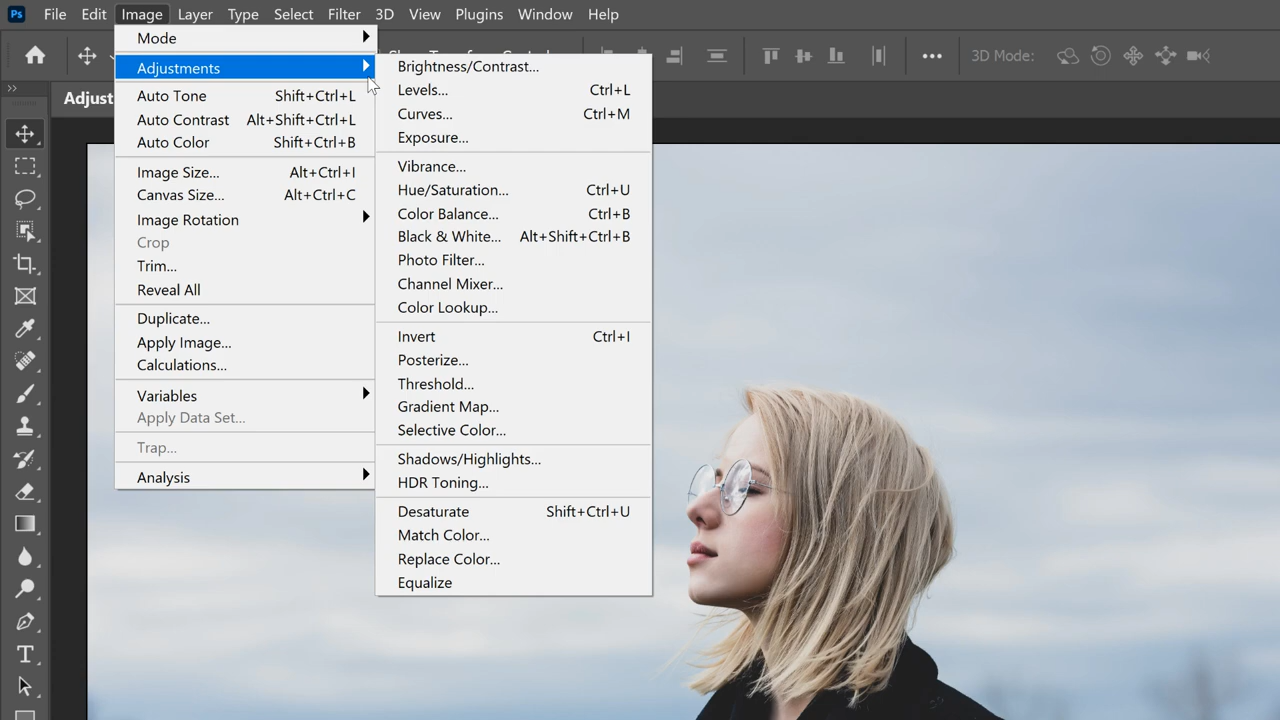 Ps File Edit Image Layer Type Select Filter 3D View Plugins Window Help
3D Mode:
Adjust
Mode
Adjustments
Auto Tone Shift+Ctrl+L
Auto Contrast Alt+Shift+Ctrl+L
Auto Color Shift+Ctrl+B
Image Size... Alt+Ctrl+I
Canvas Size... Alt+Ctrl+C
Image Rotation
Crop
Trim...
Reveal All
Duplicate...
Apply Image...
Calculations...
Variables
Apply Data Set...
Trap...
Analysis
Brightness/Contrast...
Levels... Ctrl+L
Curves... Ctrl+M
Exposure...
Vibrance...
Hue/Saturation... Ctrl+U
Color Balance... Ctrl+B
Black & White... Alt+Shift+Ctrl+B
Photo Filter...
Channel Mixer...
Color Lookup...
Invert Ctrl+I
Posterize...
Threshold...
Gradient Map...
Selective Color...
Shadows/Highlights...
HDR Toning...
Desaturate Shift+Ctrl+U
Match Color...
Replace Color...
Equalize